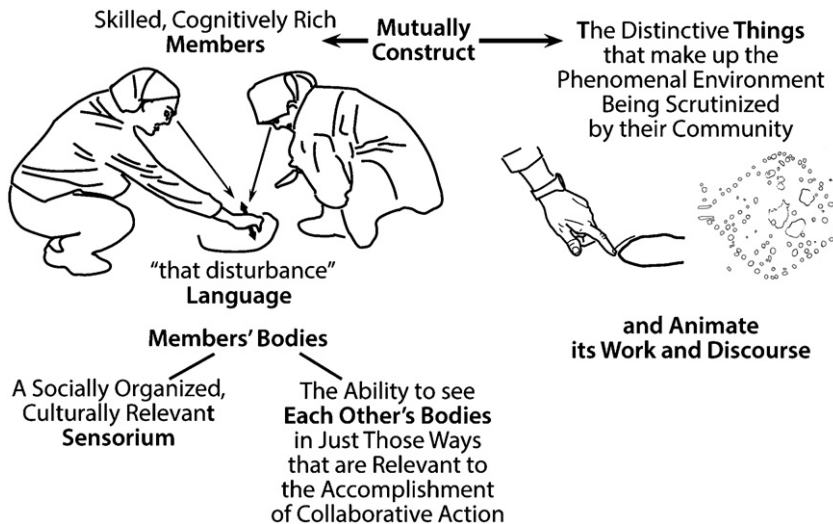 Skilled, Cognitively Rich
Members
Mutually
Construct
The Distinctive Things
that make up the
Phenomenal Environment
Being Scrutinized
by their Community
“that disturbance”
Language
and Animate
its Work and Discourse
Members’ Bodies
A Socially Organized,
Culturally Relevant
Sensorium
The Ability to see
Each Other’s Bodies
in Just Those Ways
that are Relevant to
the Accomplishment
of Collaborative Action